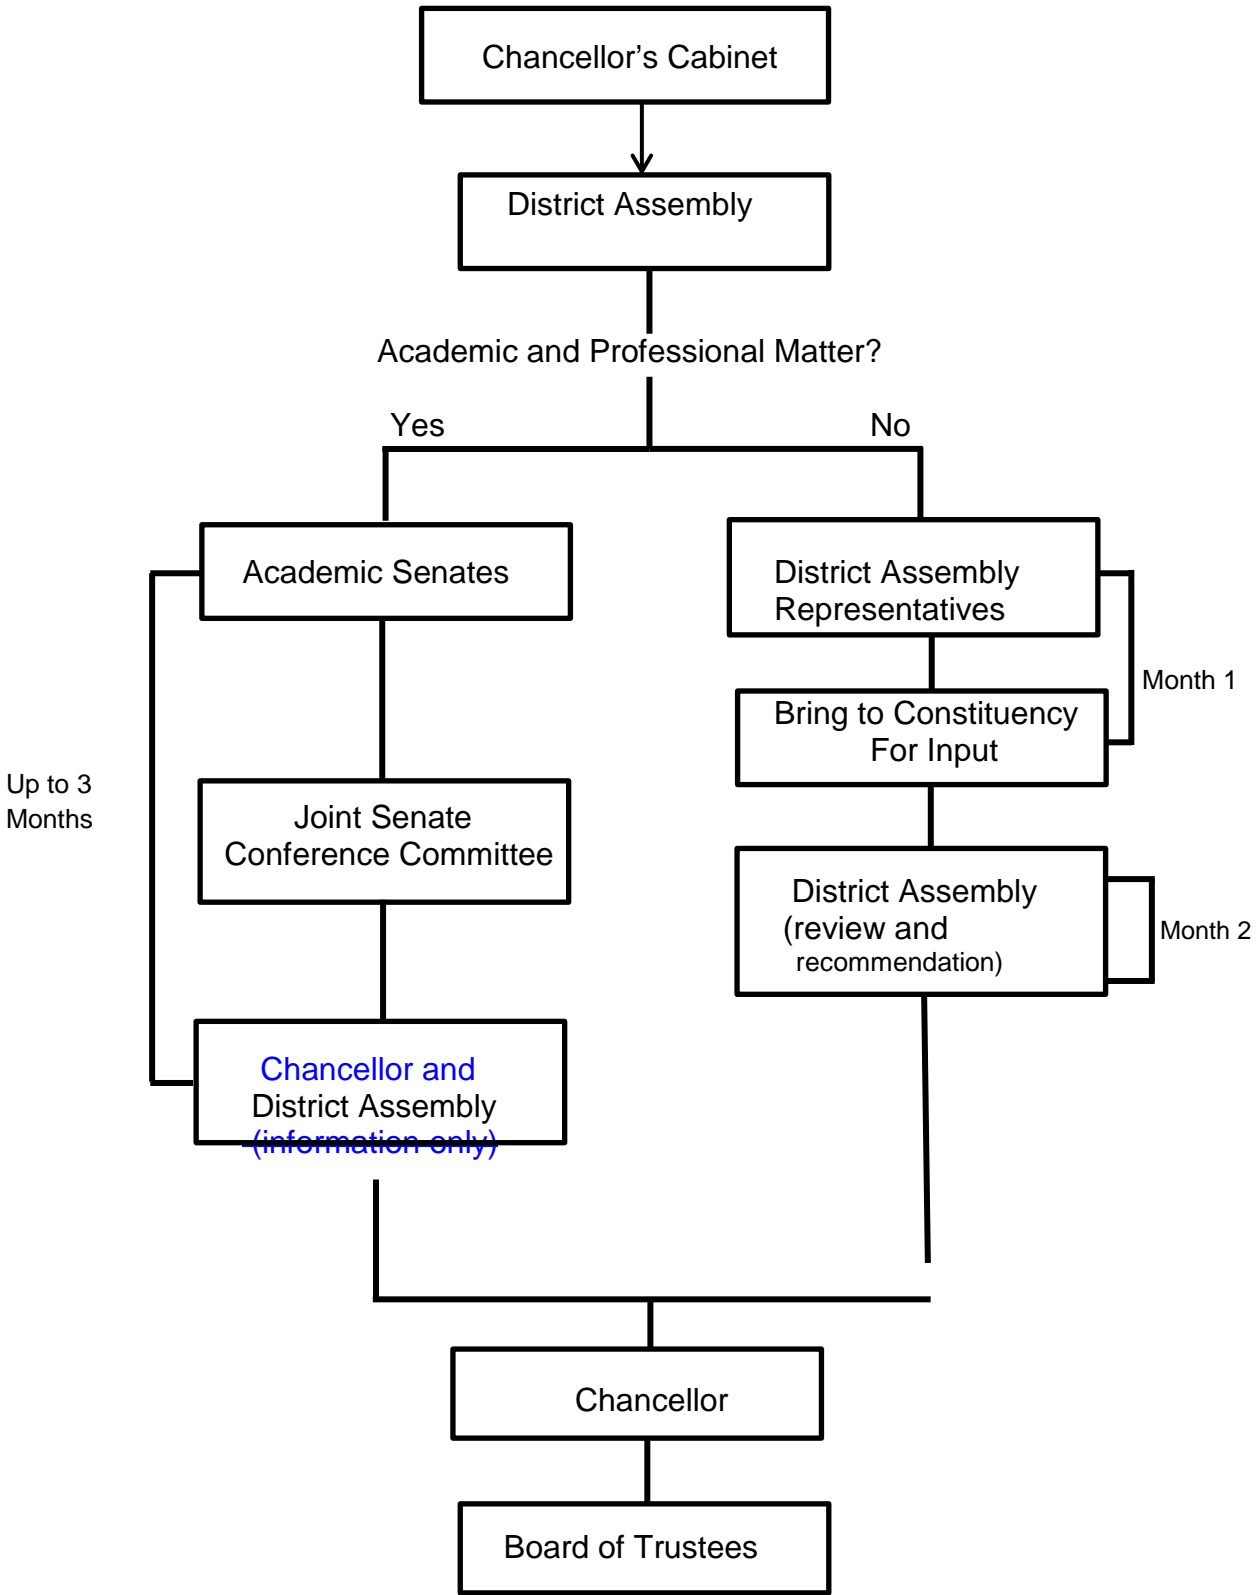 Chancellor’s Cabinet
District Assembly
Academic and Professional Matter?
Yes
No
Academic Senates
District Assembly
Representatives
Month 1
Bring to Constituency
For Input
Up to 3
Months
Joint Senate
Conference Committee
District Assembly
(review and
recommendation)
Month 2
Chancellor and
District Assembly
(information only)
Chancellor
Board of Trustees